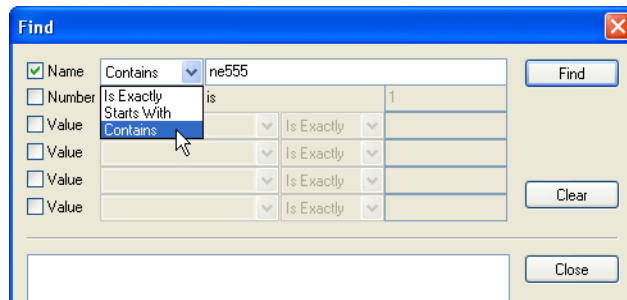 Find
Name Contains ne555 Find
Number Is Exactly is 1
Starts With
Value Contains Is Exactly
Value Is Exactly
Value Is Exactly Clear
Value Is Exactly
Close